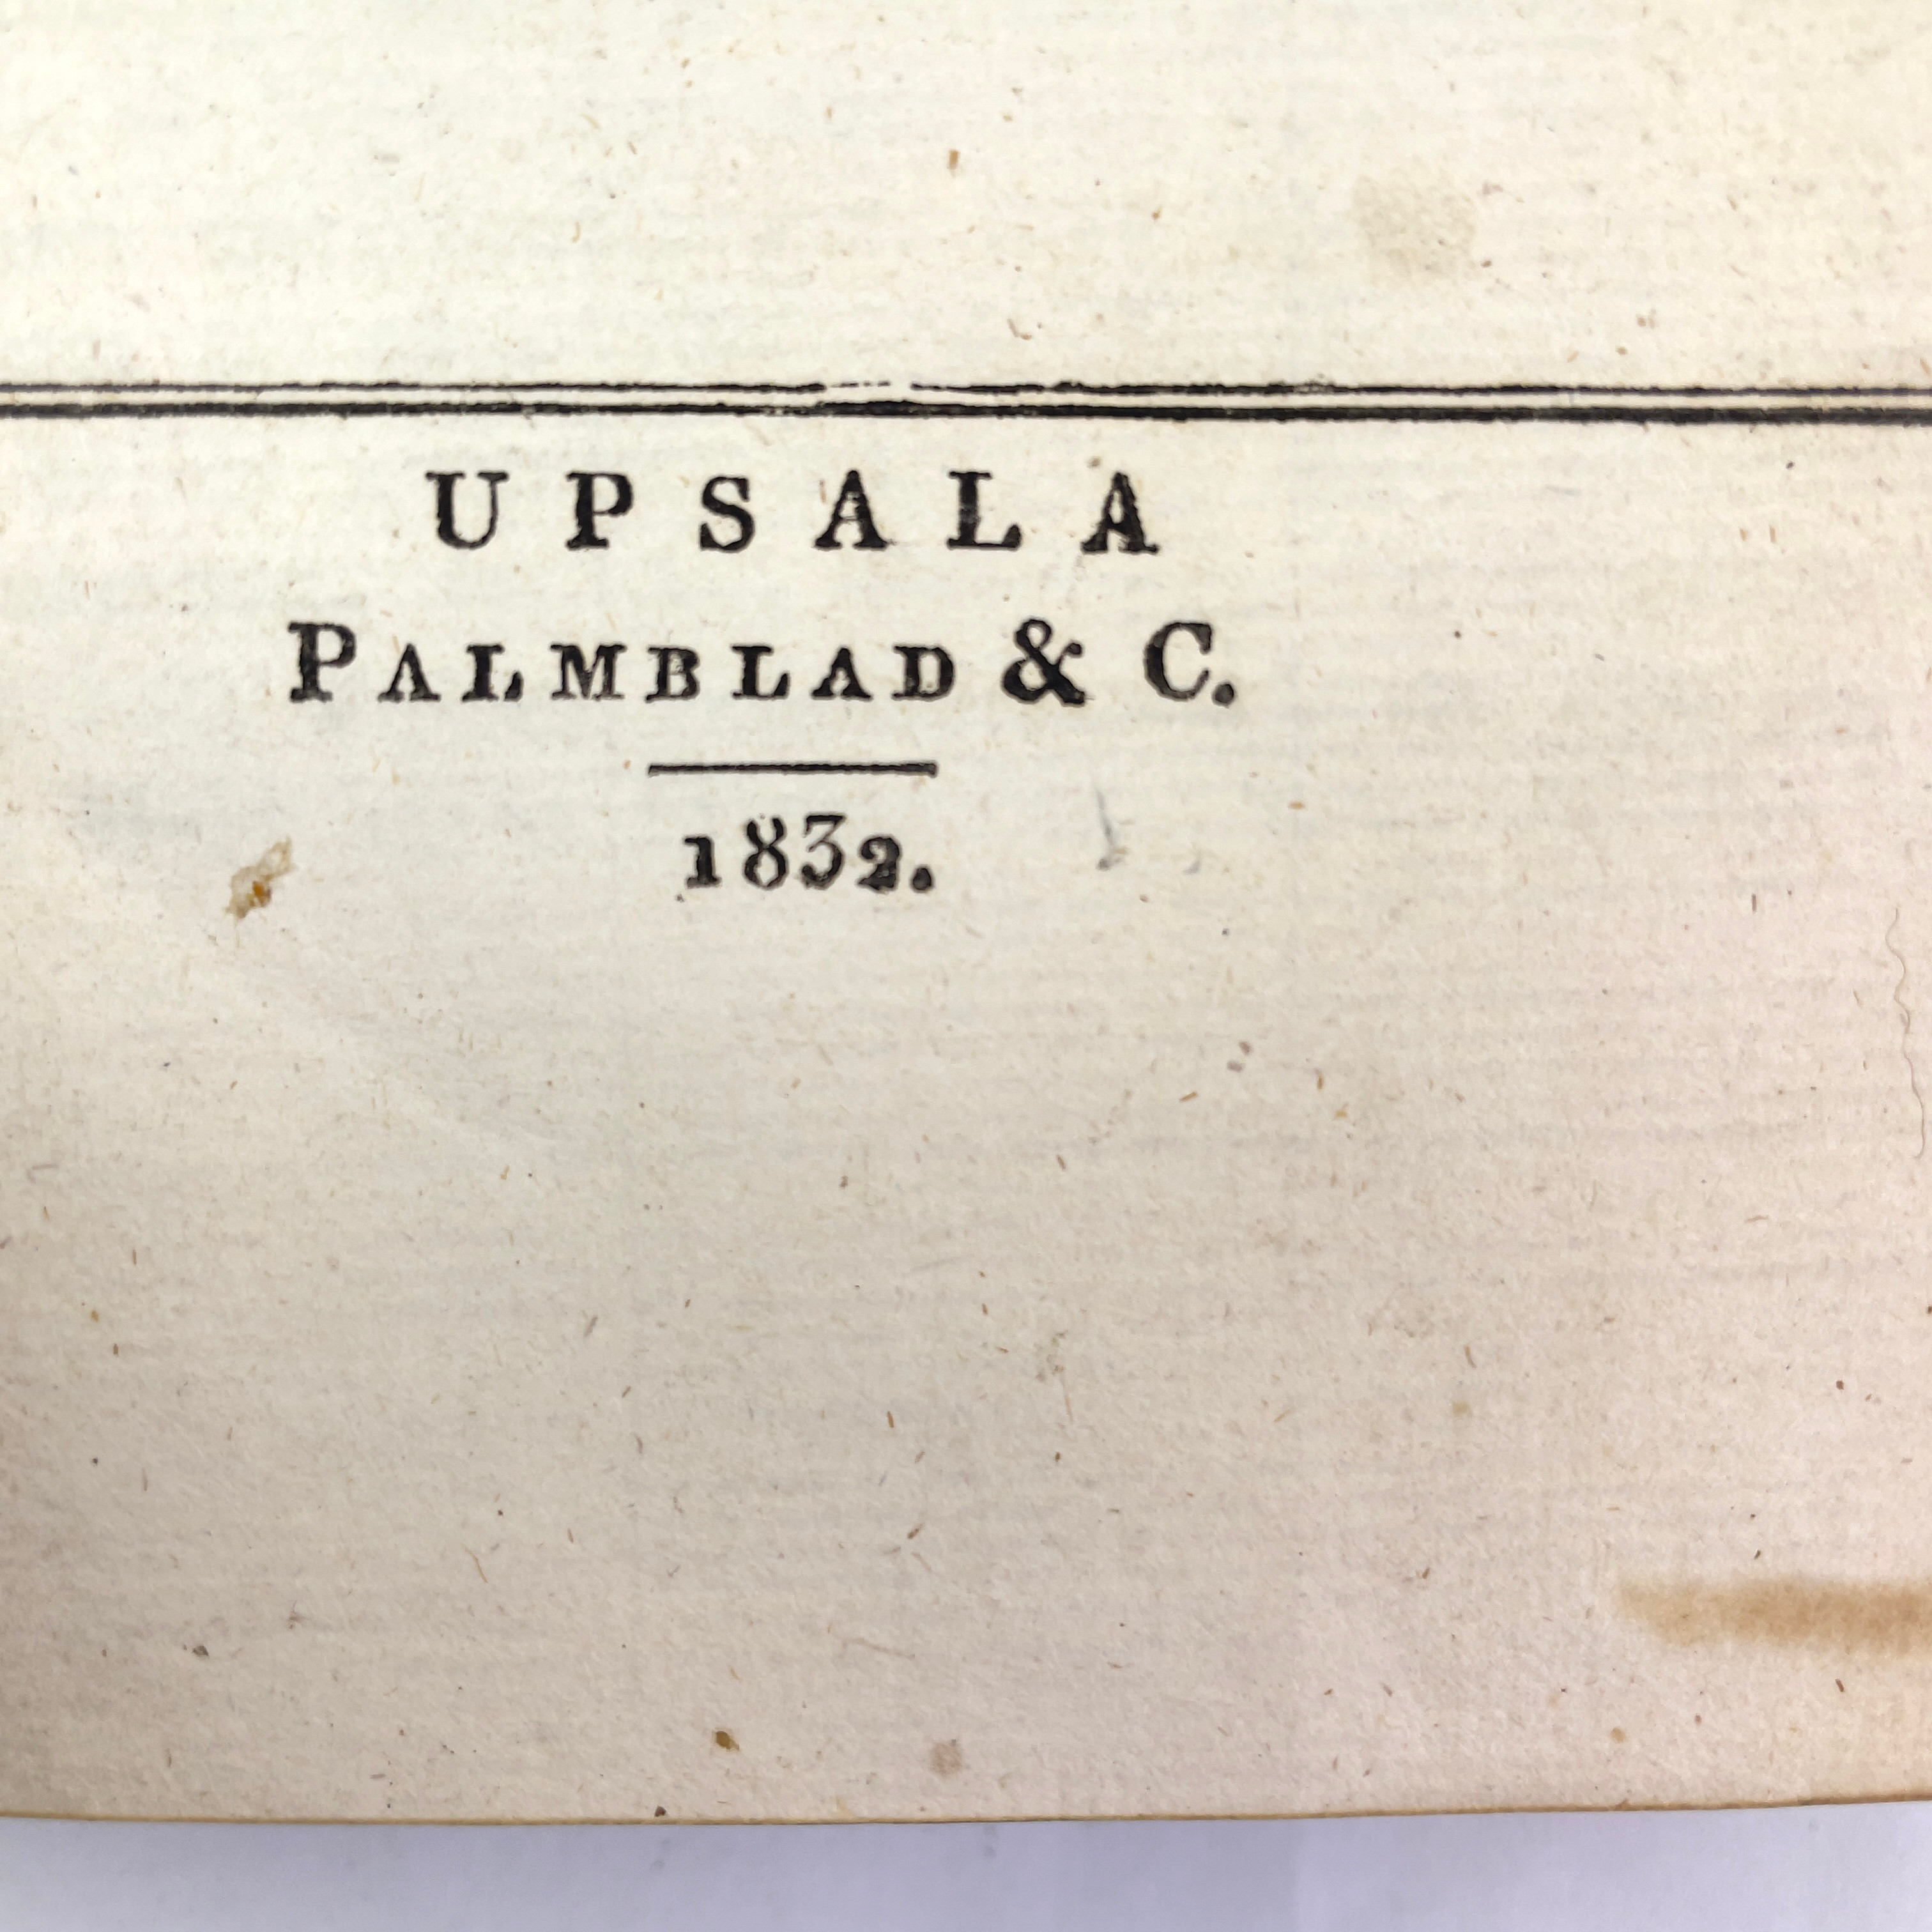 UPSALA
PALMBLAD & C.
1832.